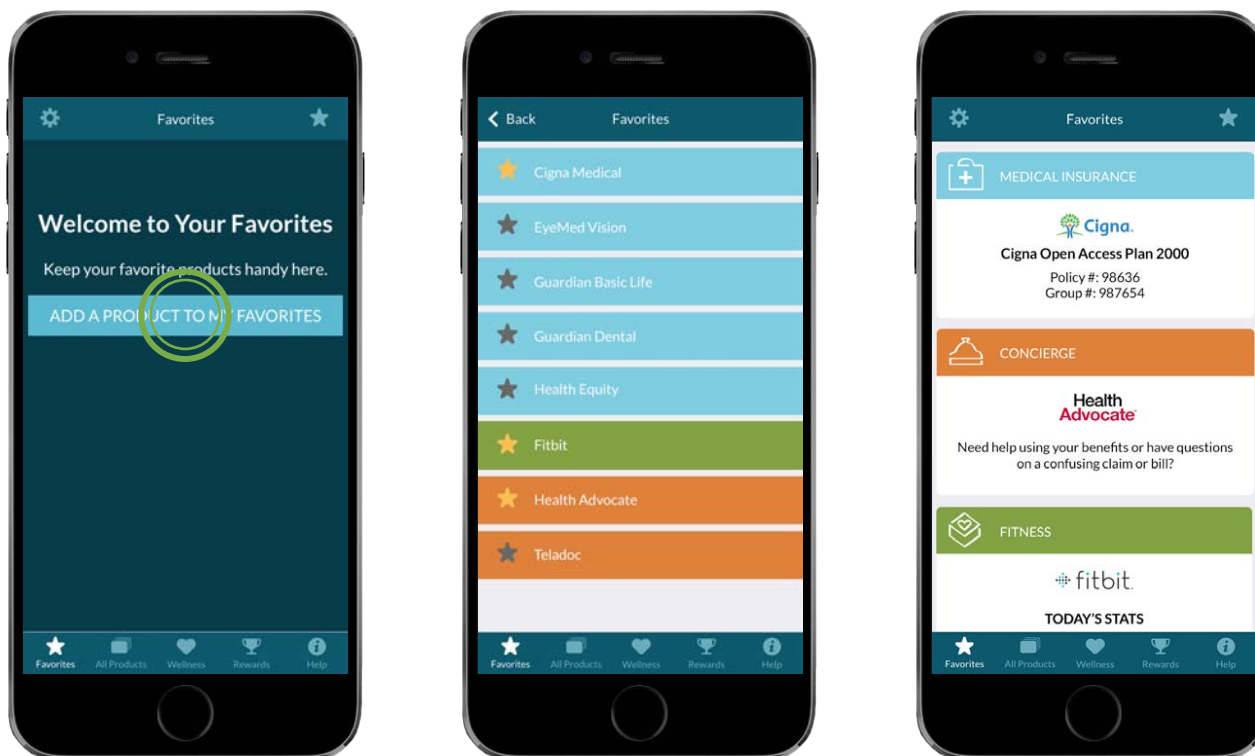 Favorites
Welcome to Your Favorites
Keep your favorite products handy here.
ADD A PRODUCT TO MY FAVORITES
Favorites
All Products
Wellness
Rewards
Help
Back
Favorites
Cigna Medical
EyeMed Vision
Guardian Basic Life
Guardian Dental
Health Equity
Fitbit
Health Advocate
Teladoc
Favorites
All Products
Wellness
Rewards
Help
Favorites
MEDICAL INSURANCE
Cigna.
Cigna Open Access Plan 2000
Policy #: 98636
Group #: 987654
CONCIERGE
Health
Advocate
Need help using your benefits or have questions
on a confusing claim or bill?
FITNESS
fitbit.
TODAY'S STATS
Favorites
All Products
Wellness
Rewards
Help